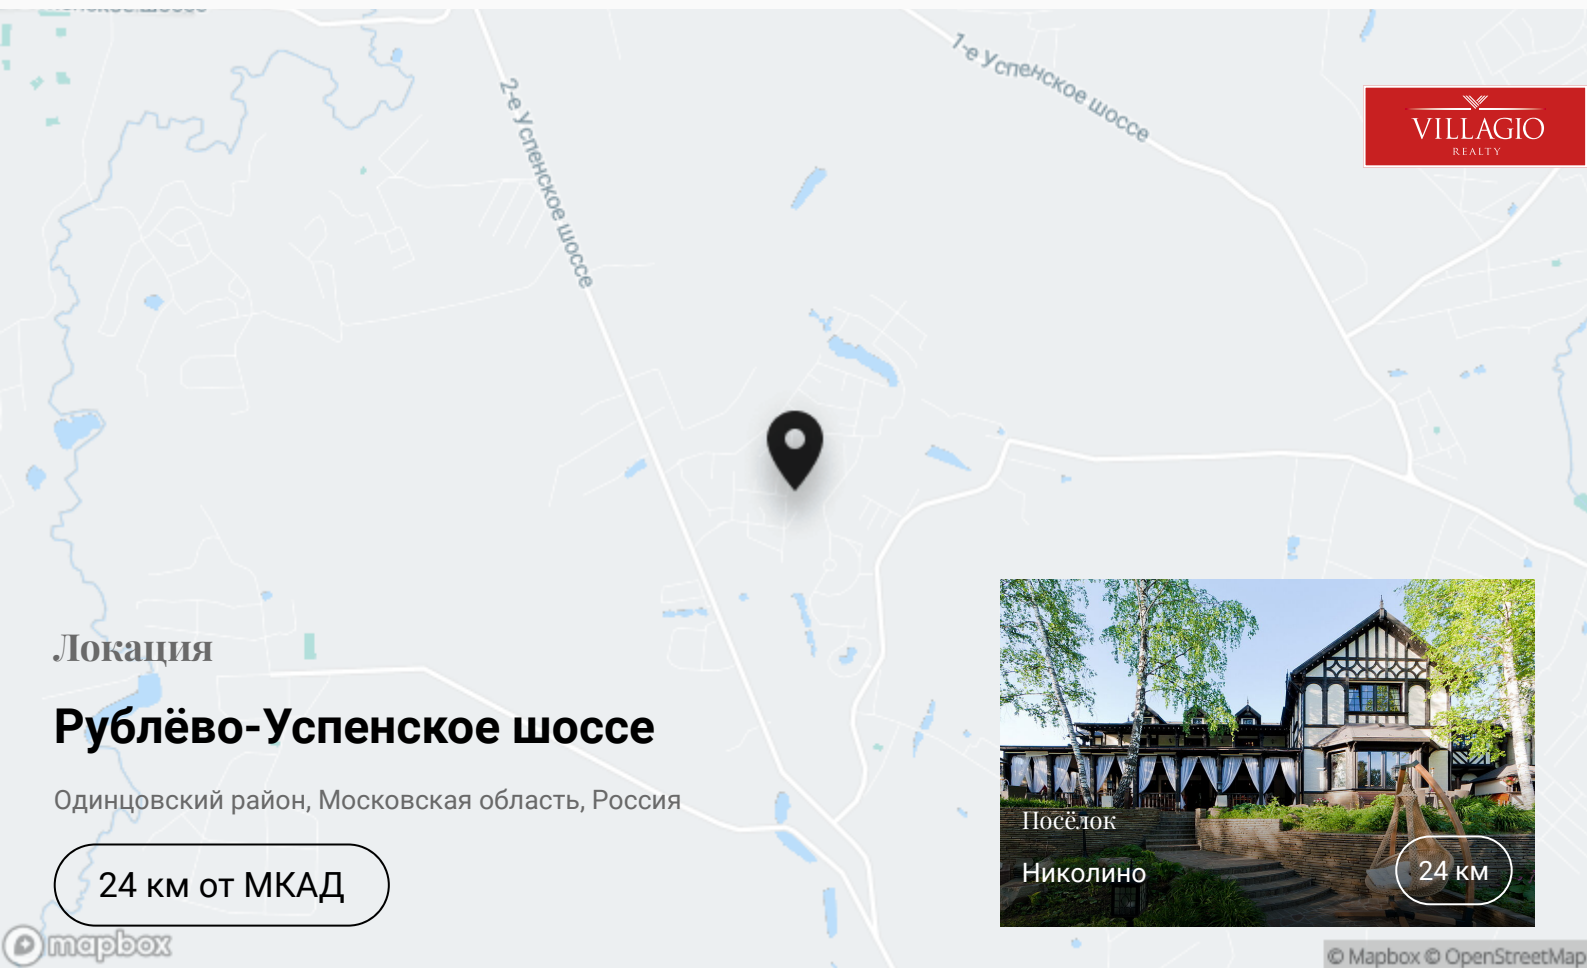 2-е Успенское шоссе
1-е Успенское шоссе
VILLAGIO
REALTY
Локация
Рублёво-Успенское шоссе
Одинцовский район, Московская область, Россия
24 км от МКАД
Посёлок
Николино
24 км
mapbox
© Mapbox © OpenStreetMap